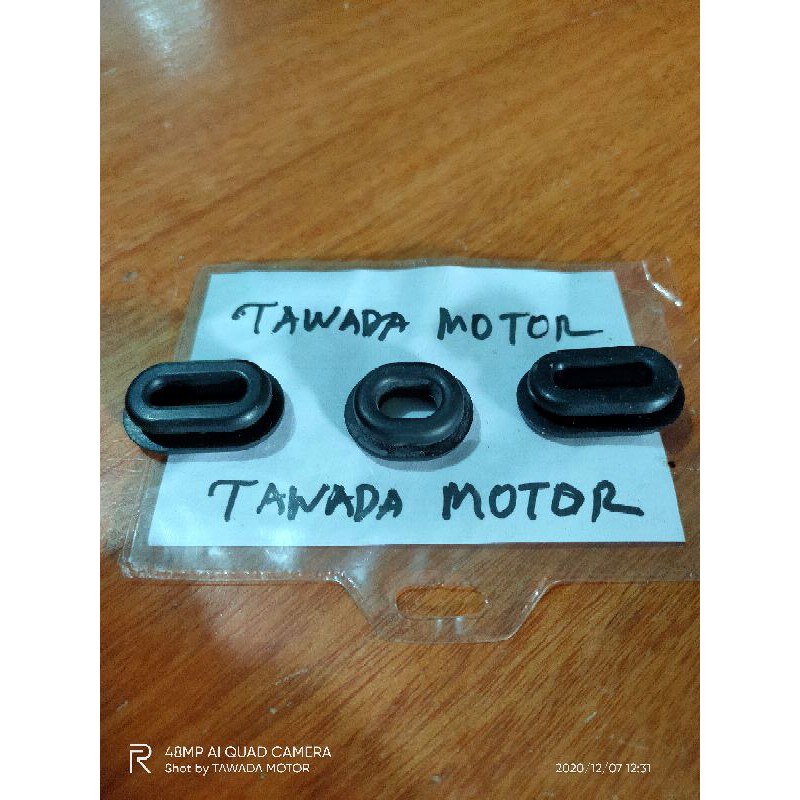 TAWADA MOTOR
TAWADA MOTOR
48MP AI QUAD CAMERA
Shot by TAWADA MOTOR
2020/12/07 12:31